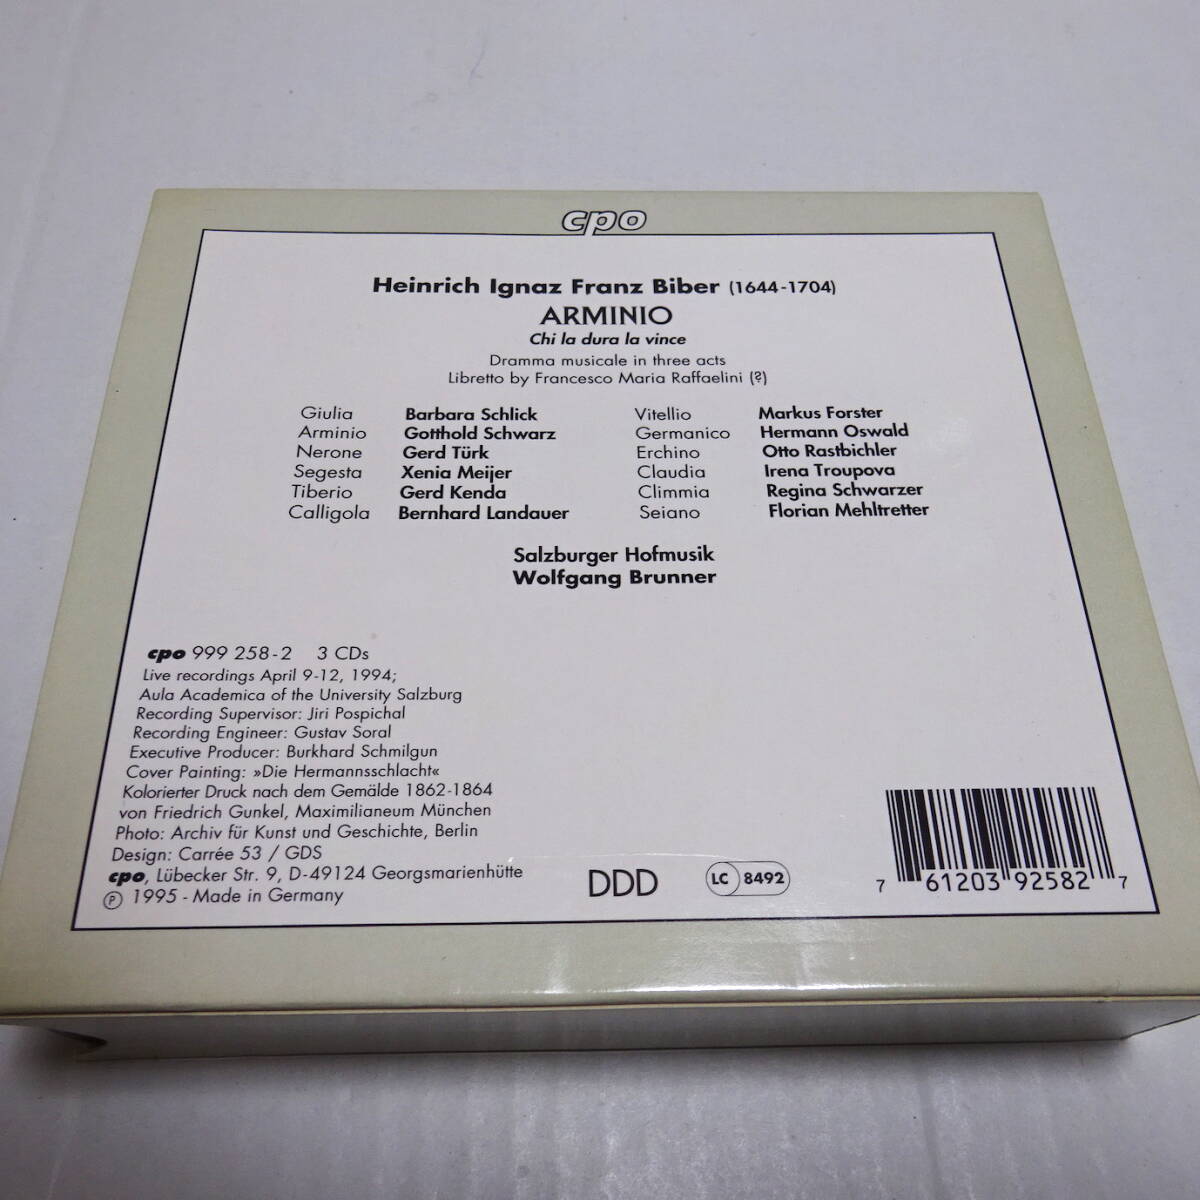 cpo
Heinrich Ignaz Franz Biber (1644-1704)
ARMINIO
Chi la dura la vince
Dramma musicale in three acts
Libretto by Francesco Maria Raffaelini (?)
Giulia Barbara Schlick
Arminio Gotthold Schwarz
Nerone Gerd Türk
Segesta Xenia Meijer
Tiberio Gerd Kenda
Calligola Bernhard Landauer
Vitellio Markus Forster
Germanico Hermann Oswald
Erchino Otto Rastbichler
Claudia Irena Troupova
Climmia Regina Schwarzer
Seiano Florian Mehltretter
Salzburger Hofmusik
Wolfgang Brunner
cpo 999 258-2 3 CDs
Live recordings April 9-12, 1994;
Aula Academica of the University Salzburg
Recording Supervisor: Jiri Pospichal
Recording Engineer: Gustav Soral
Executive Producer: Burkhard Schmilgun
Cover Painting: »Die Hermannsschlacht«
Kolorierter Druck nach dem Gemälde 1862-1864
von Friedrich Gunkel, Maximilianeum München
Photo: Archiv für Kunst und Geschichte, Berlin
Design: Carrée 53 / GDS
cpo, Lübecker Str. 9, D-49124 Georgsmarienhütte
℗ 1995 - Made in Germany
DDD
LC 8492
7 61203 92582 7